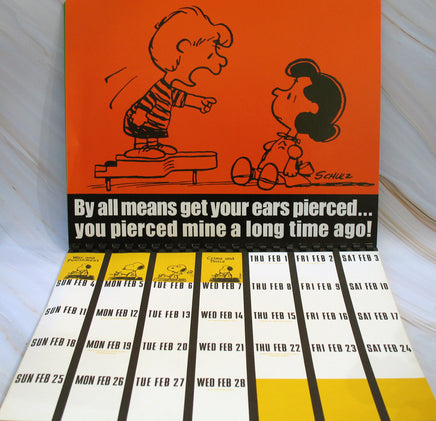 SCHULZ
By all means get your ears pierced...
you pierced mine a long time ago!
THU FEB 1 FRI FEB 2 SAT FEB 3
SUN FEB 4 MON FEB 5 TUE FEB 6 WED FEB 7 THU FEB 8 FRI FEB 9 SAT FEB 10
SUN FEB 11 MON FEB 12 TUE FEB 13 WED FEB 14 THU FEB 15 FRI FEB 16 SAT FEB 17
SUN FEB 18 MON FEB 19 TUE FEB 20 WED FEB 21 THU FEB 22 FRI FEB 23 SAT FEB 24
SUN FEB 25 MON FEB 26 TUE FEB 27 WED FEB 28